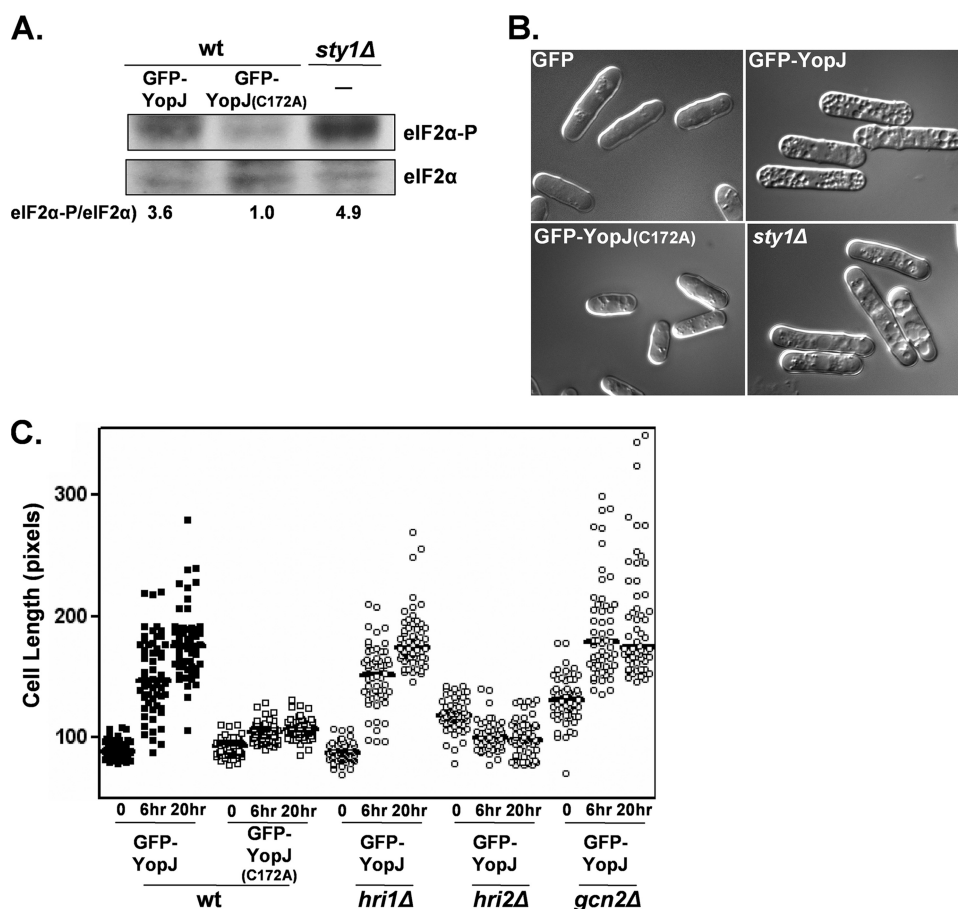 A.
wt
sty1Δ
GFP-
YopJ
GFP-
YopJ(C172A)
—
eIF2α-P
eIF2α
eIF2α-P/eIF2α) 3.6 1.0 4.9
B.
GFP
GFP-YopJ
GFP-YopJ(C172A)
sty1Δ
C.
Cell Length (pixels)
300
200
100
0 6hr 20hr 0 6hr 20hr 0 6hr 20hr 0 6hr 20hr 0 6hr 20hr
GFP-
YopJ
GFP-
YopJ
(C172A)
GFP-
YopJ
GFP-
YopJ
GFP-
YopJ
wt hri1Δ hri2Δ gcn2Δ